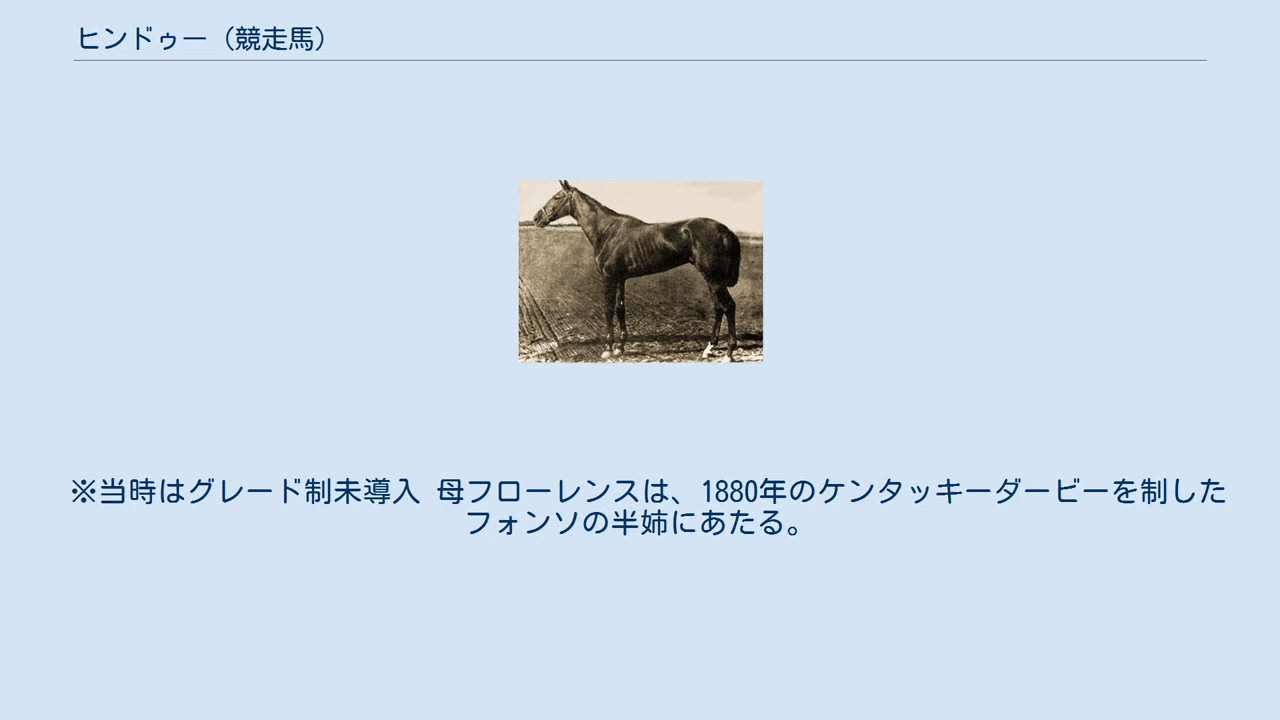 ヒンドゥー（競走馬）
※当時はグレード制未導入 母フローレンスは、1880年のケンタッキーダービーを制した
フォンソの半姉にあたる。